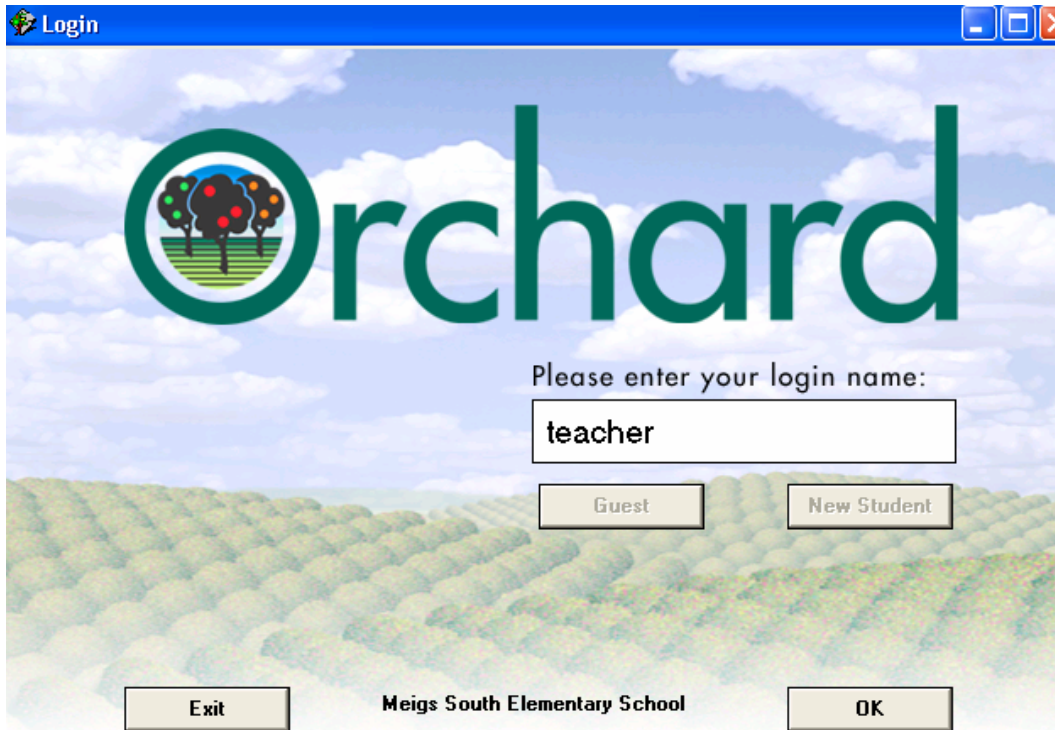 Login
Orchard
Please enter your login name:
teacher
Guest New Student
Exit Meigs South Elementary School OK